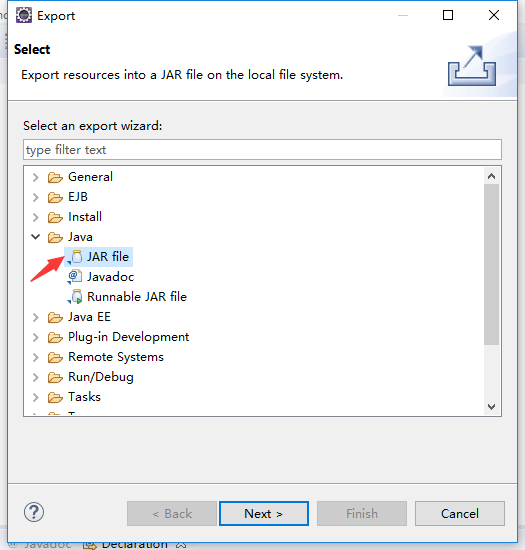 Export
Select
Export resources into a JAR file on the local file system.
Select an export wizard:
type filter text
General
EJB
Install
Java
JAR file
Javadoc
Runnable JAR file
Java EE
Plug-in Development
Remote Systems
Run/Debug
Tasks
< Back
Next >
Finish
Cancel
@ Javadoc
Declaration